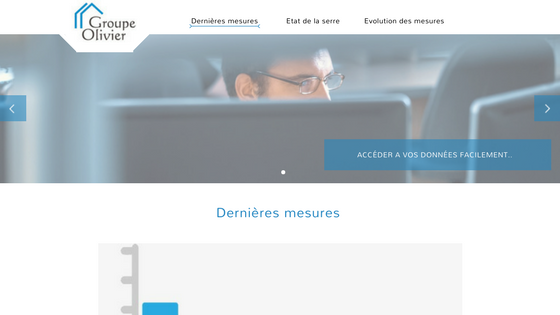 Groupe
Olivier
Dernières mesures
Etat de la serre
Evolution des mesures
ACCÉDER A VOS DONNÉES FACILEMENT..
Dernières mesures